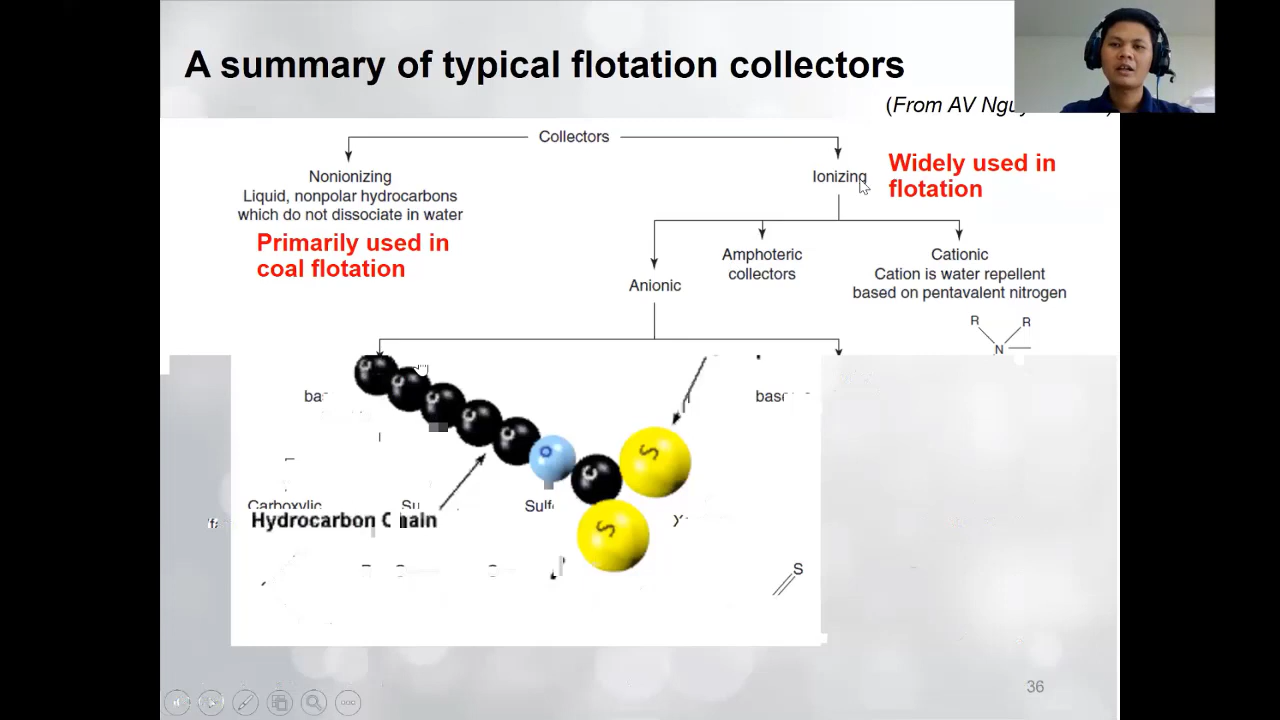 A summary of typical flotation collectors
(From AV
Collectors
Nonionizing
Liquid, nonpolar hydrocarbons
which do not dissociate in water
Primarily used in
coal flotation
Ionizing
Widely used in
flotation
Anionic
Amphoteric
collectors
Cationic
Cation is water repellent
based on pentavalent nitrogen
R R
N
C
C
C
C
C
O
C
S
S
Carboxylic
Hydrocarbon Chain
S
36